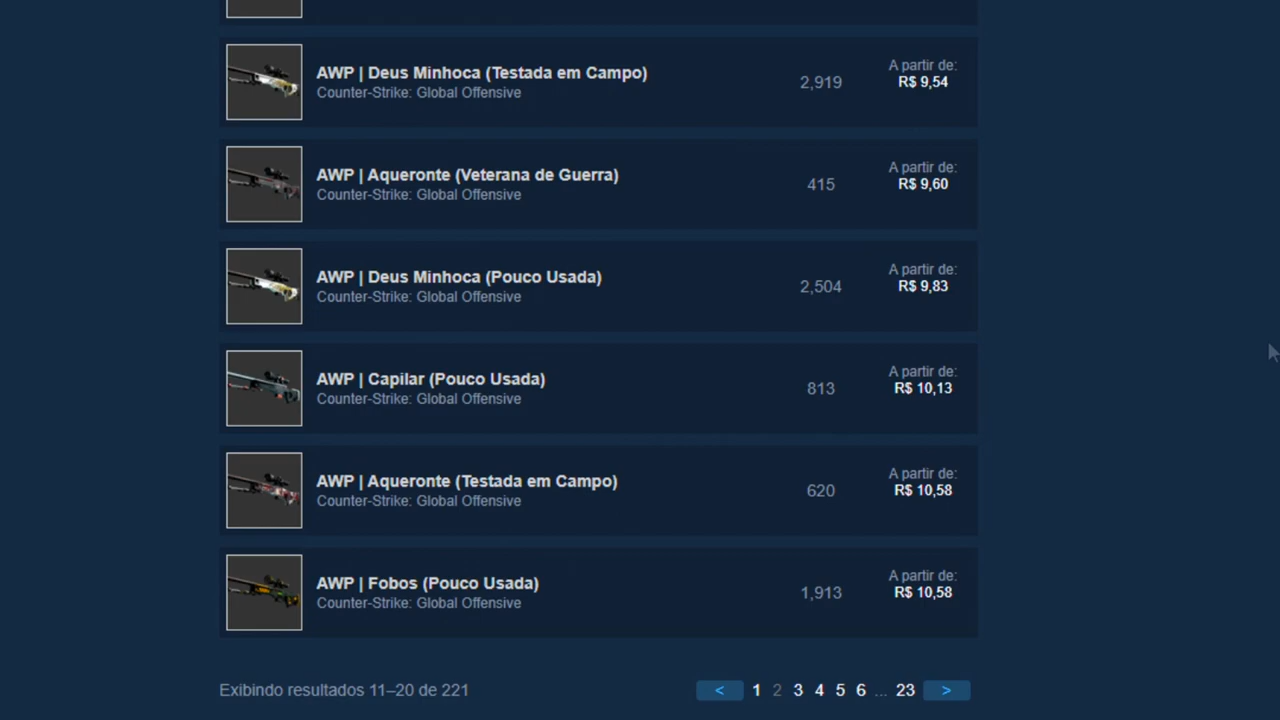 AWP | Deus Minhoca (Testada em Campo)
Counter-Strike: Global Offensive
2,919
A partir de:
R$ 9,54
AWP | Aqueronte (Veterana de Guerra)
Counter-Strike: Global Offensive
415
A partir de:
R$ 9,60
AWP | Deus Minhoca (Pouco Usada)
Counter-Strike: Global Offensive
2,504
A partir de:
R$ 9,83
AWP | Capilar (Pouco Usada)
Counter-Strike: Global Offensive
813
A partir de:
R$ 10,13
AWP | Aqueronte (Testada em Campo)
Counter-Strike: Global Offensive
620
A partir de:
R$ 10,58
AWP | Fobos (Pouco Usada)
Counter-Strike: Global Offensive
1,913
A partir de:
R$ 10,58
Exibindo resultados 11–20 de 221
< 1 2 3 4 5 6 ... 23 >